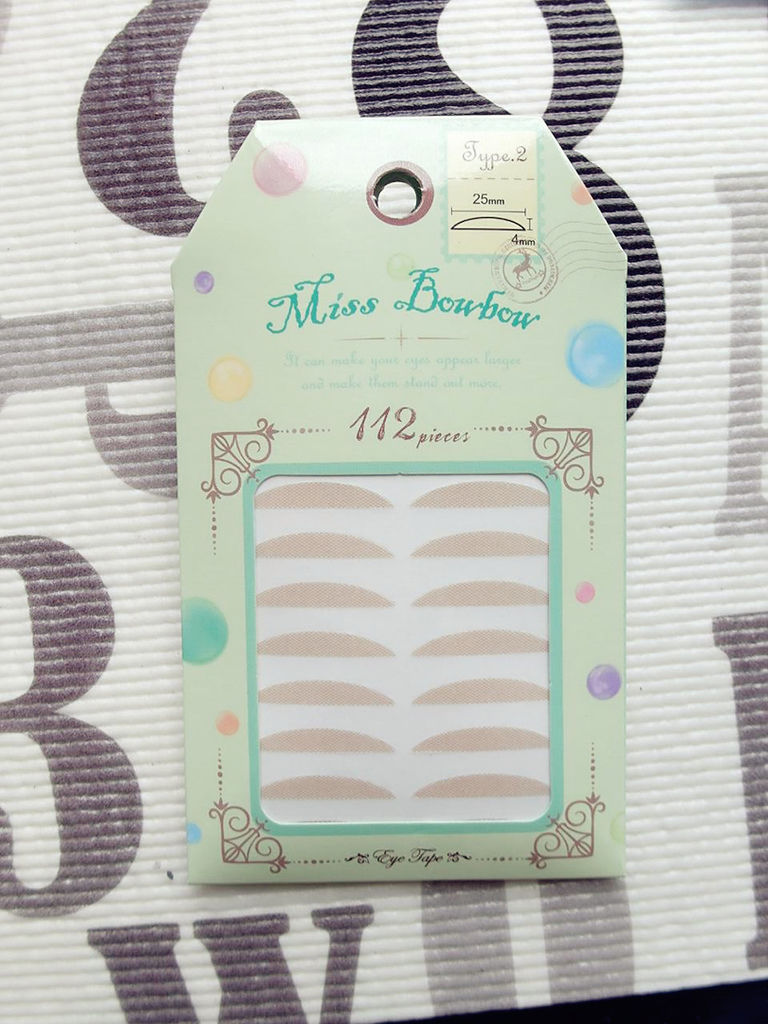 Type.2
25mm
4mm
Miss Bowbow
It can make your eyes appear larger
and make them stand out more.
112 pieces
Eye Tape
3
W